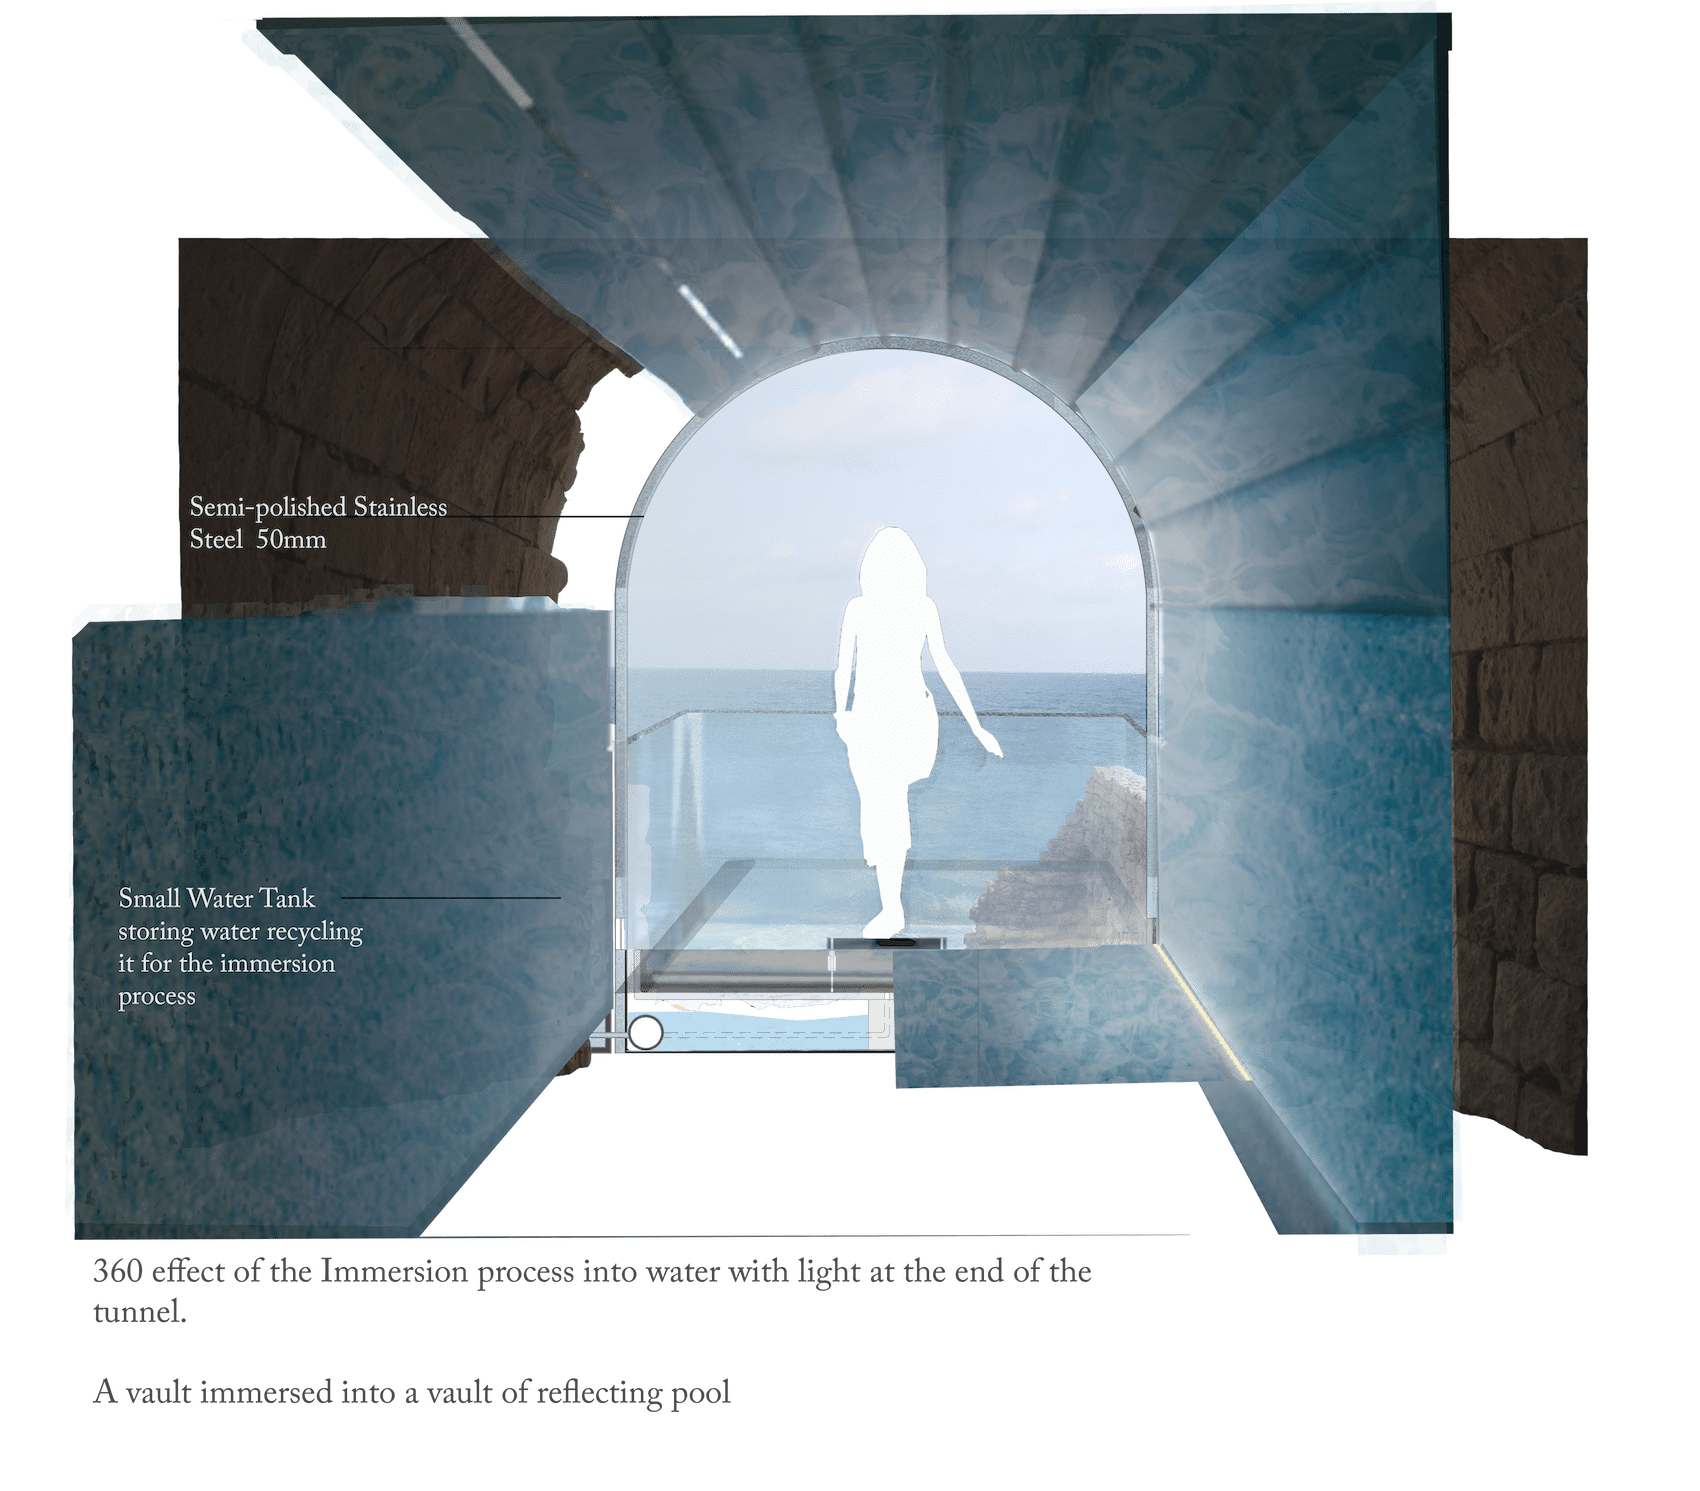 Semi-polished Stainless
Steel 50mm
Small Water Tank
storing water recycling
it for the immersion
process
360 effect of the Immersion process into water with light at the end of the
tunnel.
A vault immersed into a vault of reflecting pool